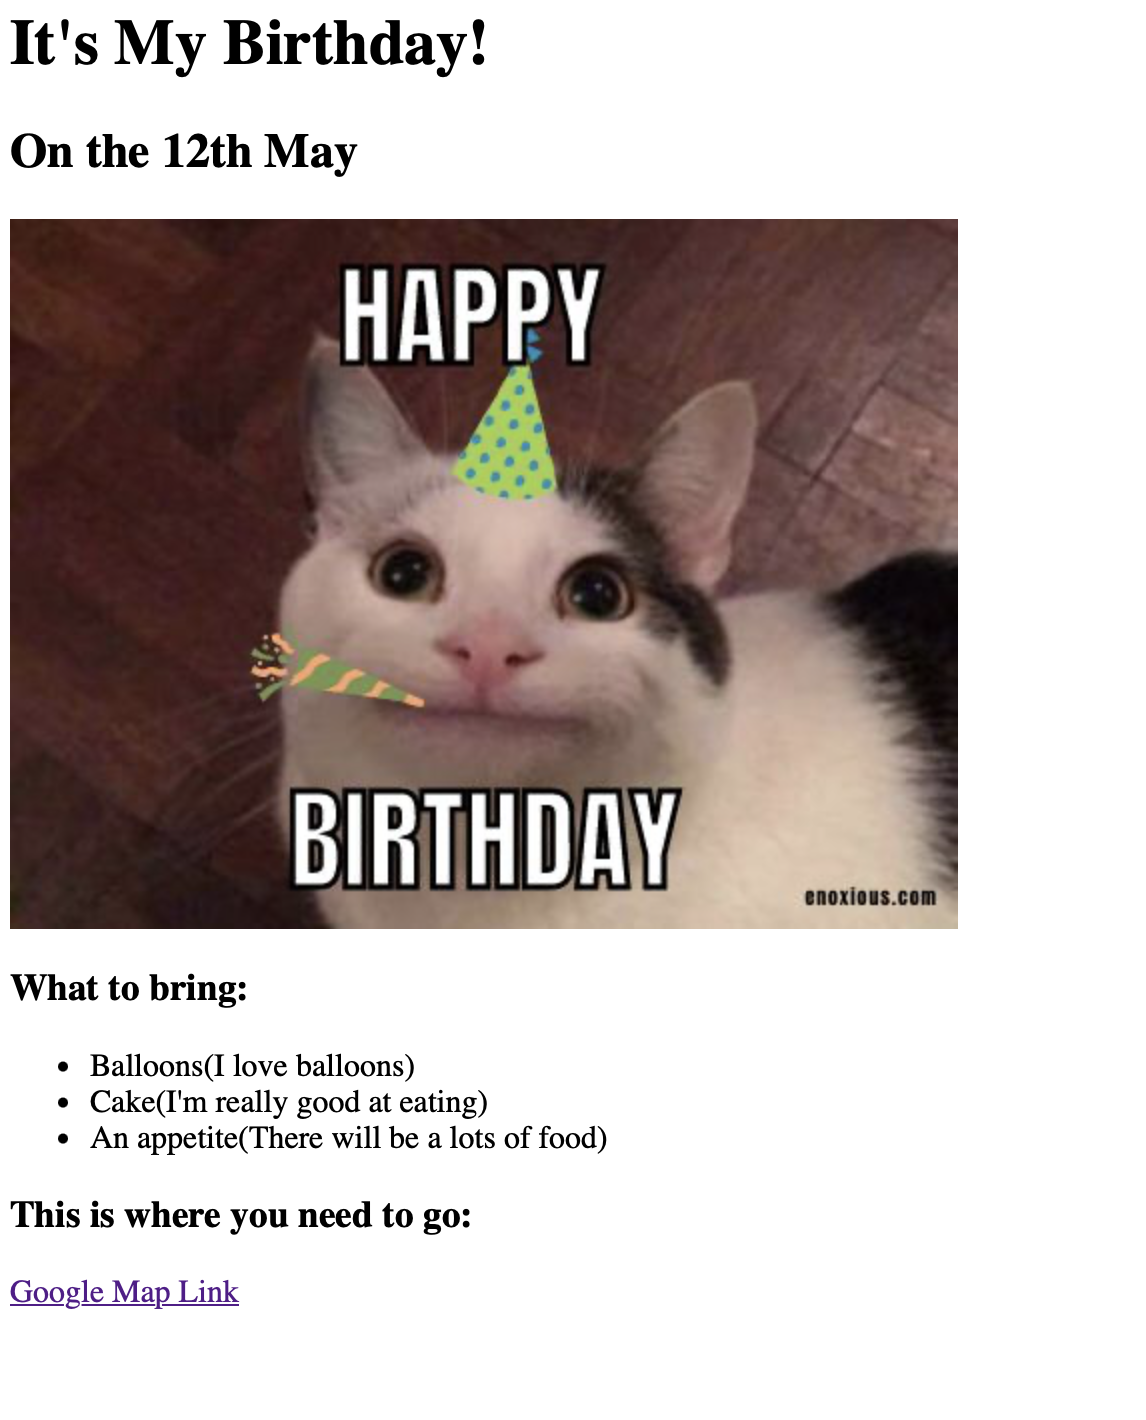 It's My Birthday!
On the 12th May
HAPPY
BIRTHDAY
enoxious.com
What to bring:
Balloons(I love balloons)
Cake(I'm really good at eating)
An appetite(There will be a lots of food)
This is where you need to go:
Google Map Link